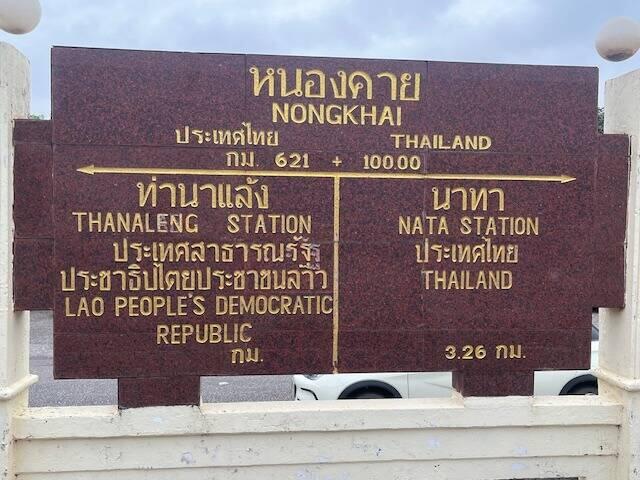 หนองคาย
NONGKHAI
ประเทศไทย THAILAND
กม. 621 + 100.00
ท่านาแล้ง
THANALENG STATION
ประเทศสาธารณรัฐ
ประชาธิปไตยประชาชนลาว
LAO PEOPLE'S DEMOCRATIC
REPUBLIC
กม.
นาทา
NATA STATION
ประเทศไทย
THAILAND
3.26 กม.